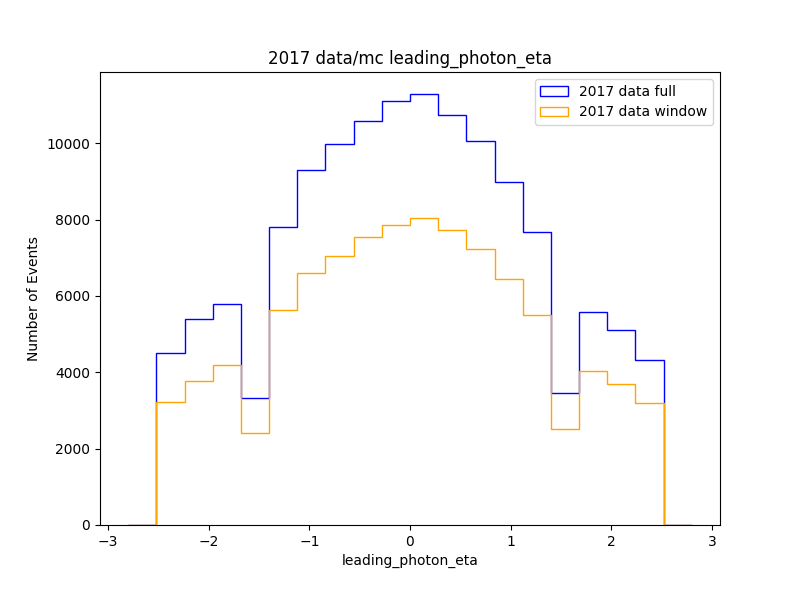 2017 data/mc leading_photon_eta
2017 data full
2017 data window
Number of Events
10000
8000
6000
4000
2000
0
−3
−2
−1
0
1
2
3
leading_photon_eta